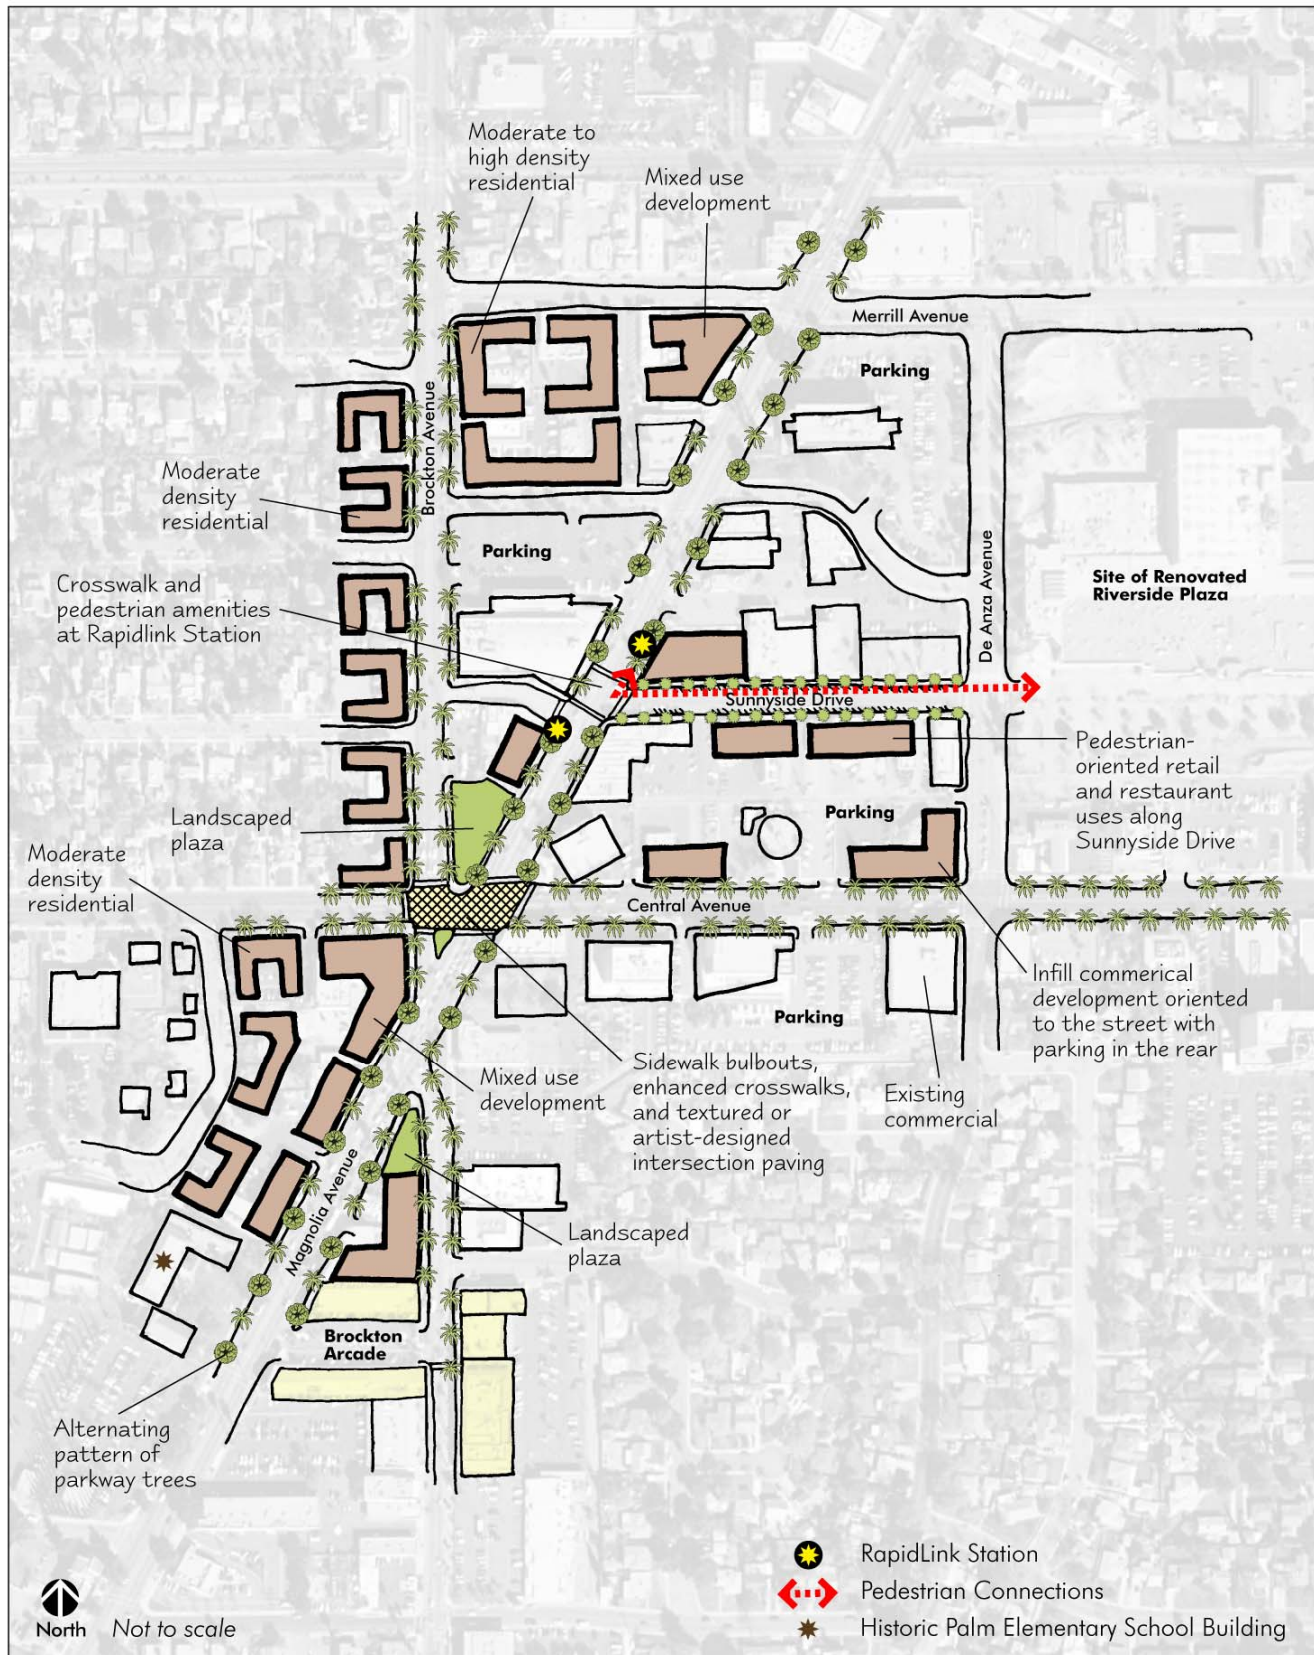 Moderate to
high density
residential
Mixed use
development
Merrill Avenue
Parking
Brockton Avenue
Moderate
density
residential
Parking
De Anza Avenue
Site of Renovated
Riverside Plaza
Crosswalk and
pedestrian amenities
at Rapidlink Station
Sunnyside Drive
Pedestrian-
oriented retail
and restaurant
uses along
Sunnyside Drive
Landscaped
plaza
Parking
Moderate
density
residential
Central Avenue
Infill commerical
development oriented
to the street with
parking in the rear
Parking
Mixed use
development
Sidewalk bulbouts,
enhanced crosswalks,
and textured or
artist-designed
intersection paving
Existing
commercial
Magnolia Avenue
Landscaped
plaza
Brockton
Arcade
Alternating
pattern of
parkway trees
RapidLink Station
Pedestrian Connections
Historic Palm Elementary School Building
North
Not to scale